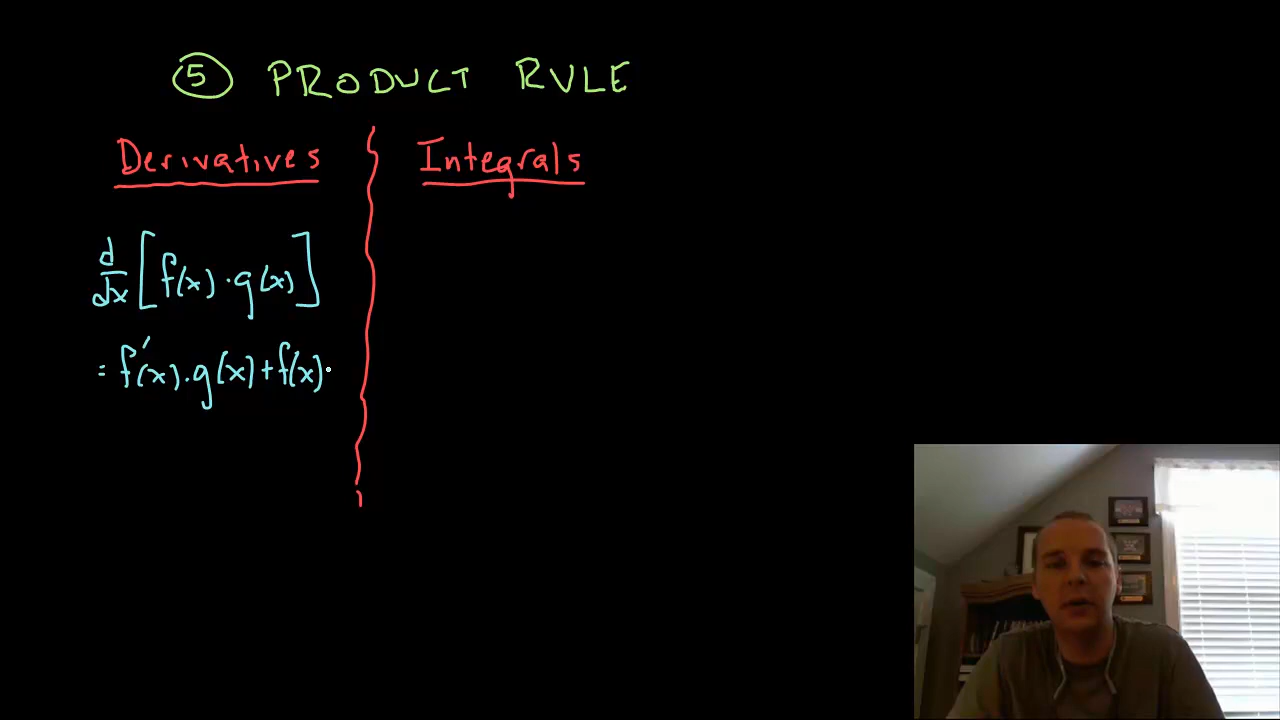 ⑤ PRODUCT RULE
Derivatives
Integrals
d/dx [f(x)·g(x)]
= f'(x)·g(x)+f(x)·